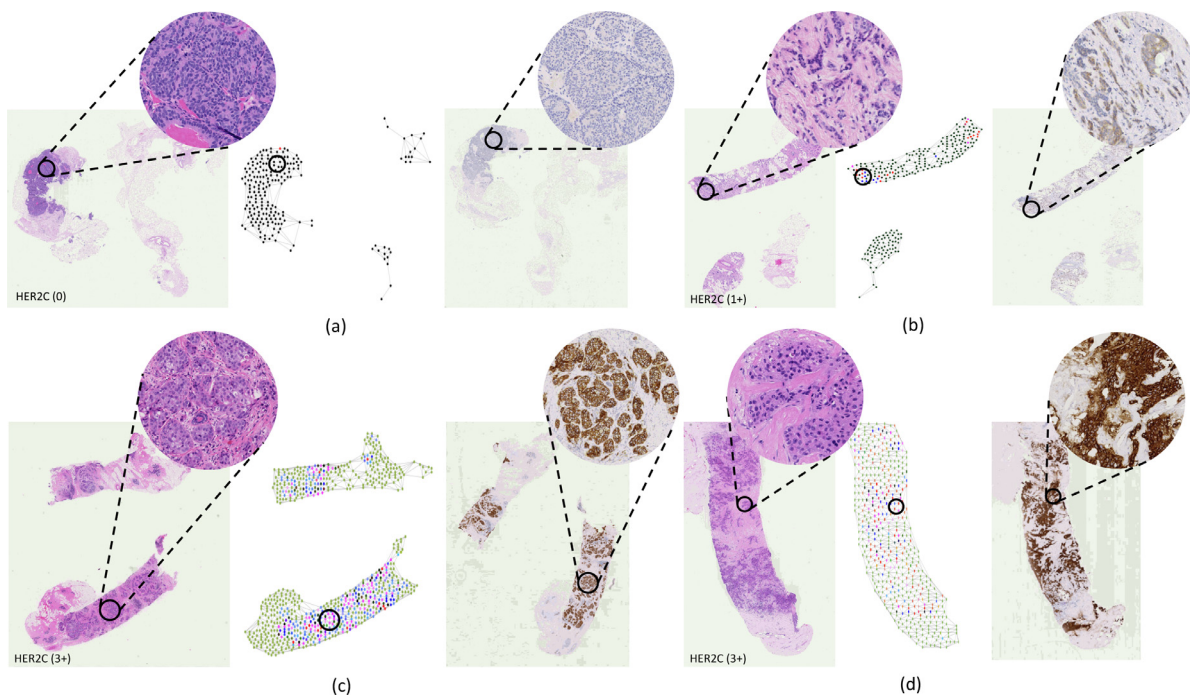 HER2C (0)
(a)
HER2C (1+)
(b)
HER2C (3+)
(c)
HER2C (3+)
(d)